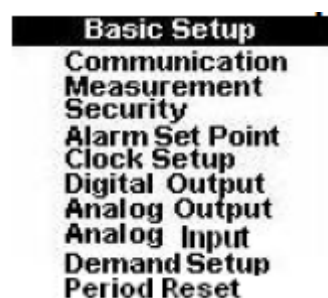 Basic Setup
Communication
Measurement
Security
Alarm Set Point
Clock Setup
Digital Output
Analog Output
Analog Input
Demand Setup
Period Reset